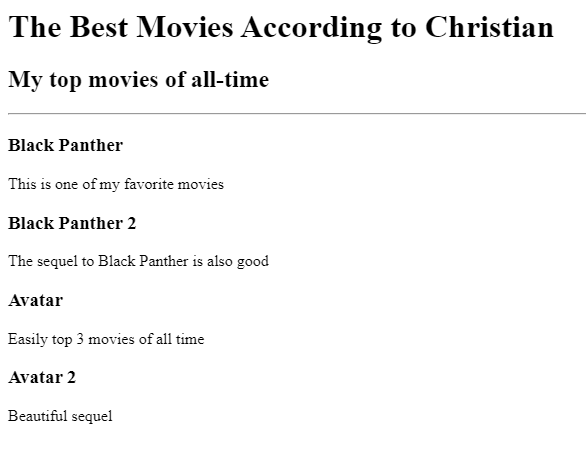 The Best Movies According to Christian
My top movies of all-time
Black Panther
This is one of my favorite movies
Black Panther 2
The sequel to Black Panther is also good
Avatar
Easily top 3 movies of all time
Avatar 2
Beautiful sequel